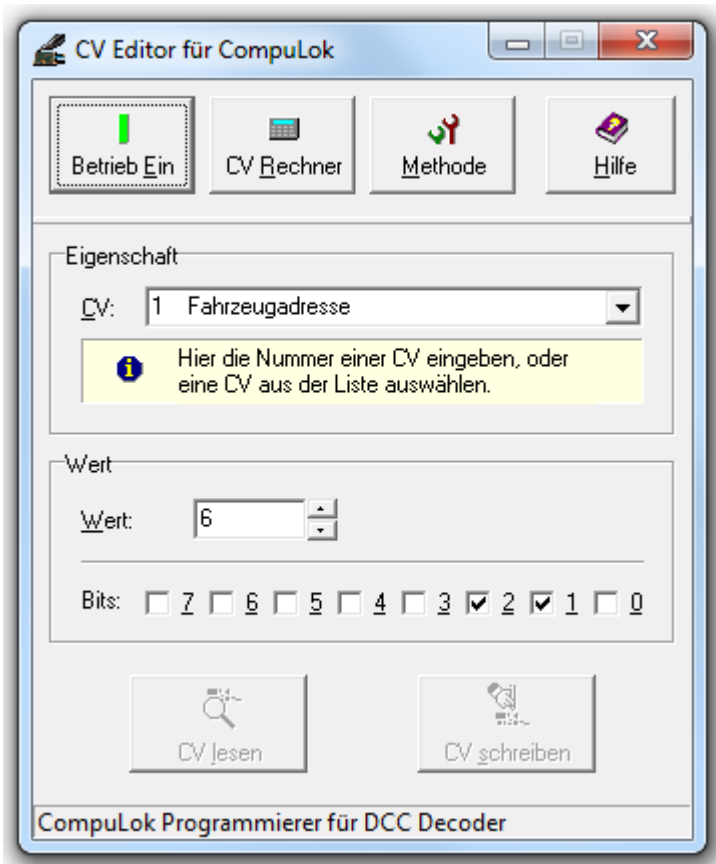 CV Editor für CompuLok
Betrieb Ein CV Rechner Methode Hilfe
Eigenschaft
CV: 1 Fahrzeugadresse
Hier die Nummer einer CV eingeben, oder
eine CV aus der Liste auswählen.
Wert
Wert: 6
Bits: 7 6 5 4 3 2 1 0
CV lesen CV schreiben
CompuLok Programmierer für DCC Decoder